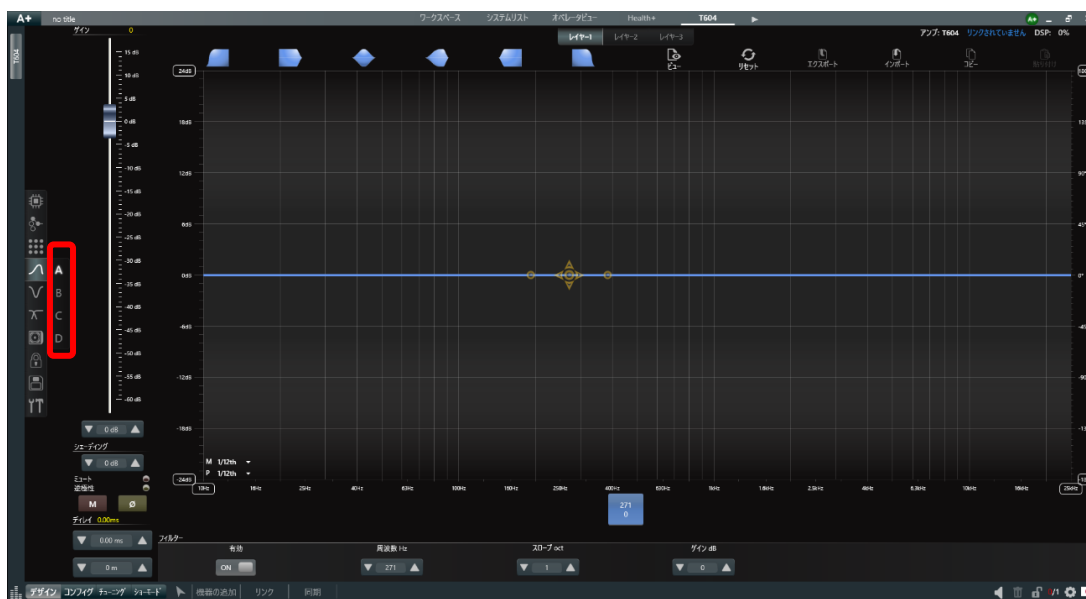 A+ no title ワークスペース システムリスト オペレータビュー Health+ T604 A+
ゲイン 0 レイヤー1 レイヤー2 レイヤー3 アンプ: T604 リンクされていません DSP: 0%
T604
ビュー リセット エクスポート インポート コピー
15 dB
10 dB
5 dB
0 dB
-5 dB
-10 dB
-15 dB
-20 dB
-25 dB
-30 dB
-35 dB
-40 dB
-45 dB
-50 dB
-55 dB
-60 dB
A
B
C
D
24dB
18dB
12dB
6dB
0dB
-6dB
-12dB
-18dB
-24dB
90°
45°
0°
M 1/12th
P 1/12th
10Hz 16Hz 25Hz 40Hz 63Hz 100Hz 160Hz 250Hz 400Hz 630Hz 1kHz 1.6kHz 2.5kHz 4kHz 6.3kHz 10kHz 16kHz 25kHz
271
0
0 dB
シェーディング
0 dB
ミュート
逆極性
M Ø
ディレイ 0.00ms
0.00 ms
0 m
フィルター
有効 周波数 Hz スロープ oct ゲイン dB
ON 271 1 0
デザイン コンフィグ チューニング ショーモード 機器の追加 リンク 同期 /1